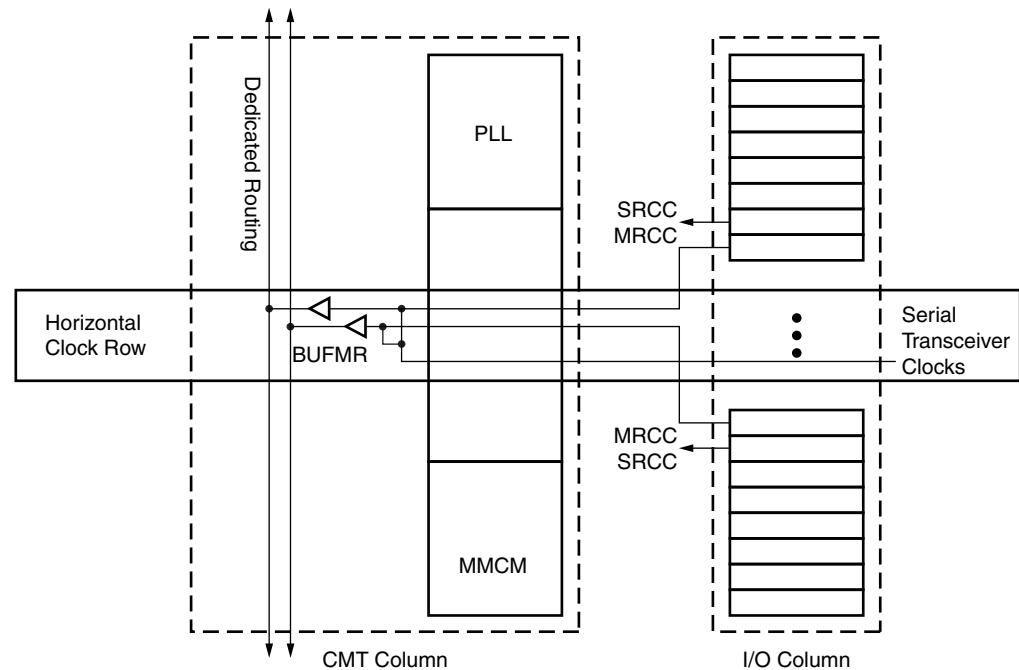 Dedicated Routing
PLL
SRCC
MRCC
Horizontal
Clock Row
BUFMR
Serial
Transceiver
Clocks
MRCC
SRCC
MMCM
CMT Column
I/O Column